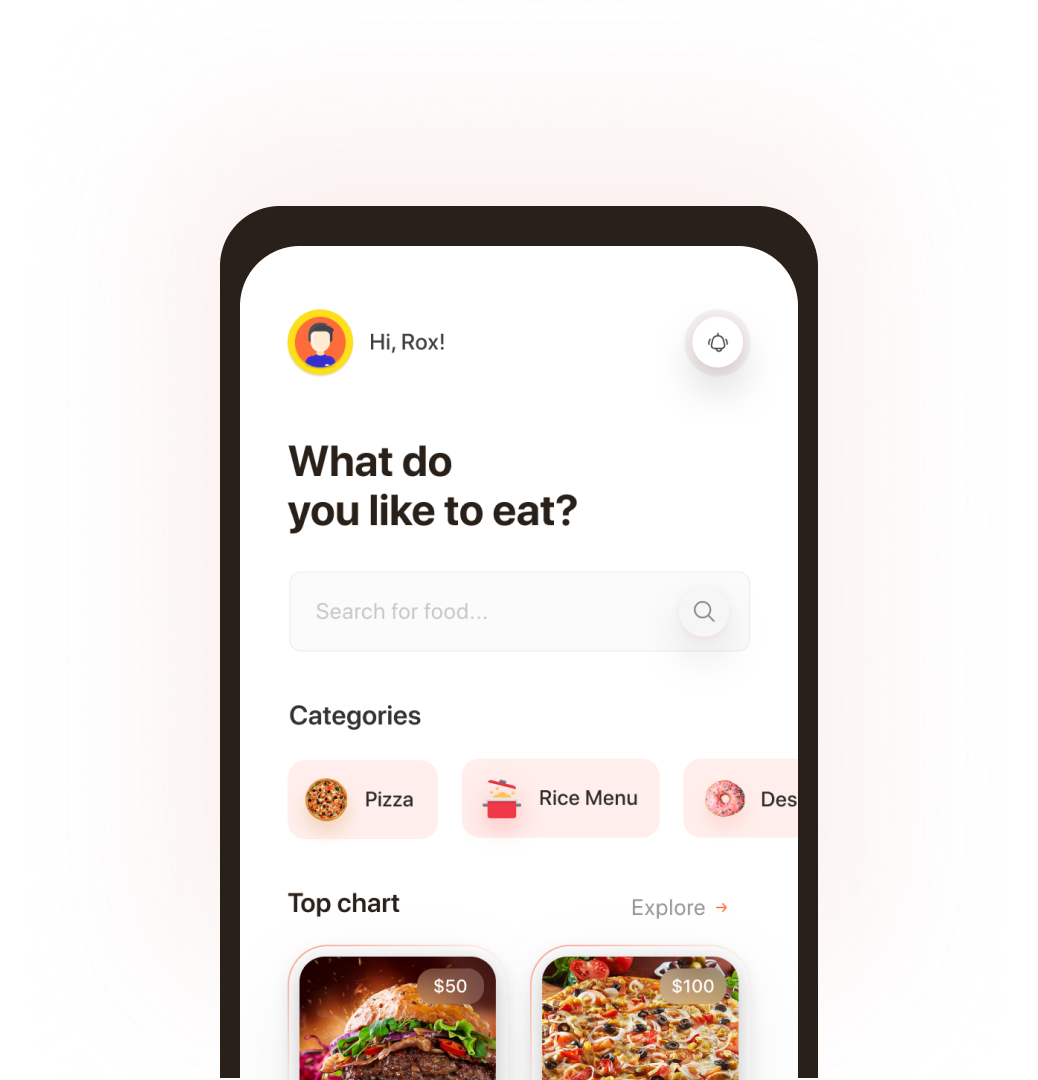 Hi, Rox!
What do
you like to eat?
Search for food...
Categories
Pizza
Rice Menu
Des
Top chart
Explore →
$50
$100